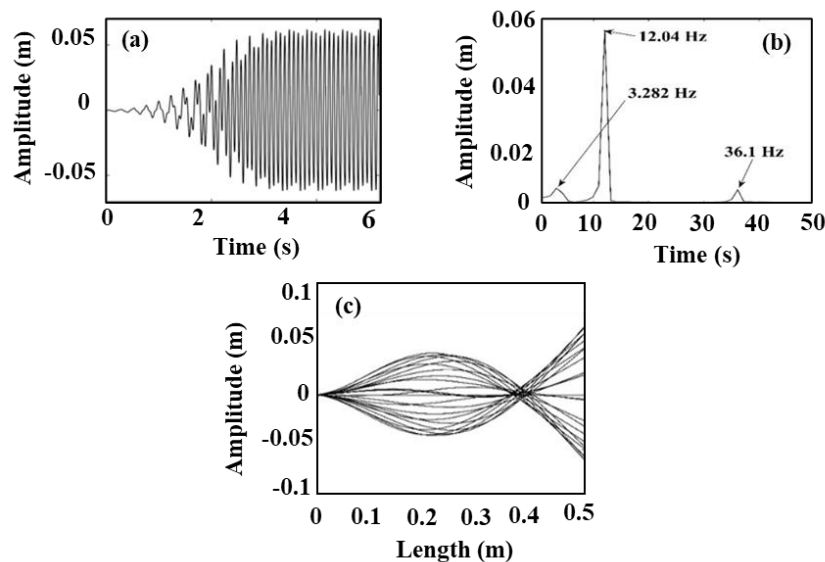 (a)
Amplitude (m)
0.05
0
-0.05
0 2 4 6
Time (s)
(b)
Amplitude (m)
0.06
0.04
0.02
0
12.04 Hz
3.282 Hz
36.1 Hz
0 10 20 30 40 50
Time (s)
(c)
Amplitude (m)
0.1
0.05
0
-0.05
-0.1
0 0.1 0.2 0.3 0.4 0.5
Length (m)